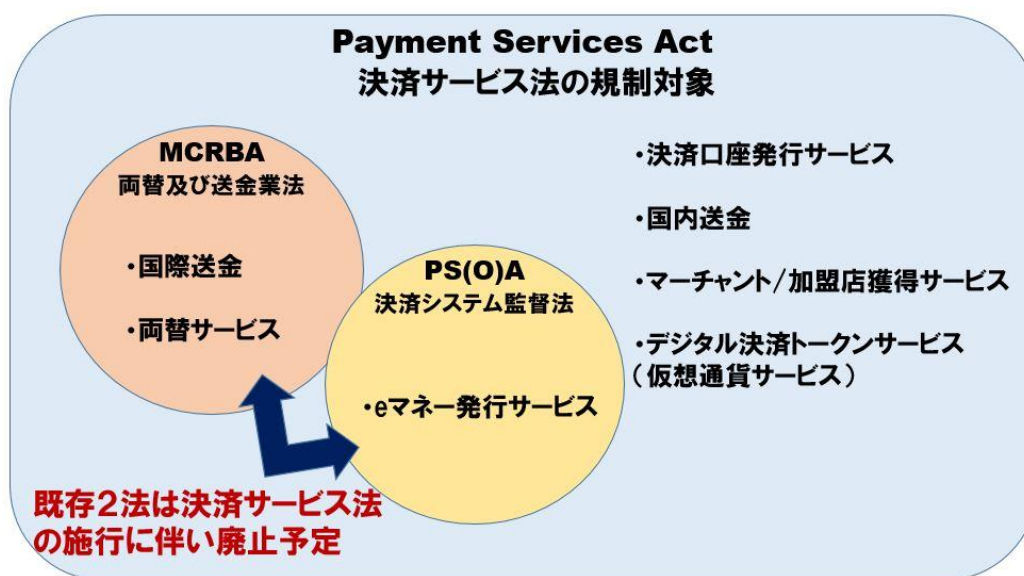 Payment Services Act
決済サービス法の規制対象
MCRBA
両替及び送金業法
・国際送金
・両替サービス
PS(O)A
決済システム監督法
・eマネー発行サービス
・決済口座発行サービス
・国内送金
・マーチャント/加盟店獲得サービス
・デジタル決済トークンサービス
（仮想通貨サービス）
既存２法は決済サービス法
の施行に伴い廃止予定